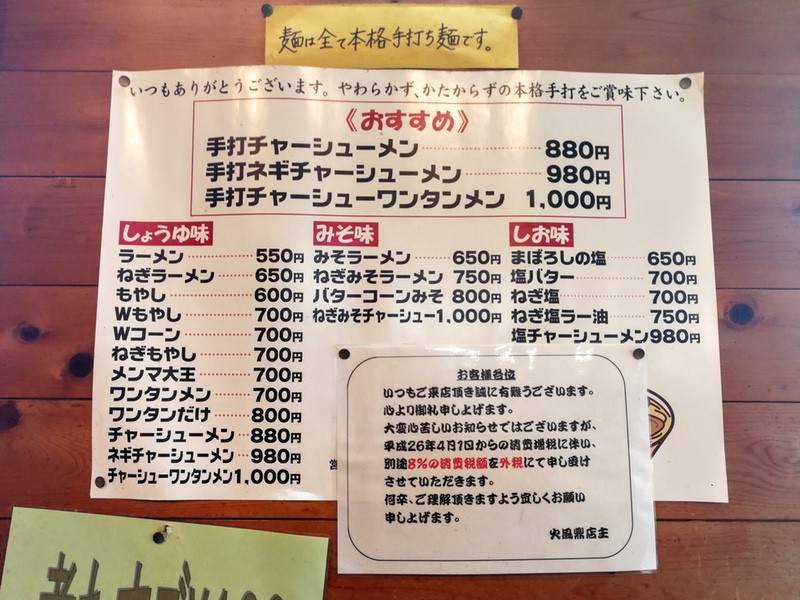 麺は全て本格手打ち麺です。
いつもありがとうございます。やわらかず、かたからずの本格手打をご賞味下さい。
《おすすめ》
手打チャーシューメン 880円
手打ネギチャーシューメン 980円
手打チャーシューワンタンメン 1,000円
しょうゆ味
ラーメン 550円
ねぎラーメン 650円
もやし 600円
Wもやし 700円
Wコーン 700円
ねぎもやし 700円
メンマ大王 700円
ワンタンメン 700円
ワンタンだけ 800円
チャーシューメン 880円
ネギチャーシューメン 980円
チャーシューワンタンメン1,000円
みそ味
みそラーメン 650円
ねぎみそラーメン 750円
バターコーンみそ 800円
ねぎみそチャーシュー1,000円
しお味
まぼろしの塩 650円
塩バター 700円
ねぎ塩 700円
ねぎ塩ラー油 750円
塩チャーシューメン980円
営
お客様各位
いつもご来店頂き誠に有難うございます。
心より御礼申し上げます。
大変心苦しいお知らせではございますが、
平成26年4月1日からの消費増税に伴い、
別途8%の消費税額を外税にて申し受け
させていただきます。
何卒、ご理解頂きますよう宜しくお願い
申し上げます。
火風鼎店主